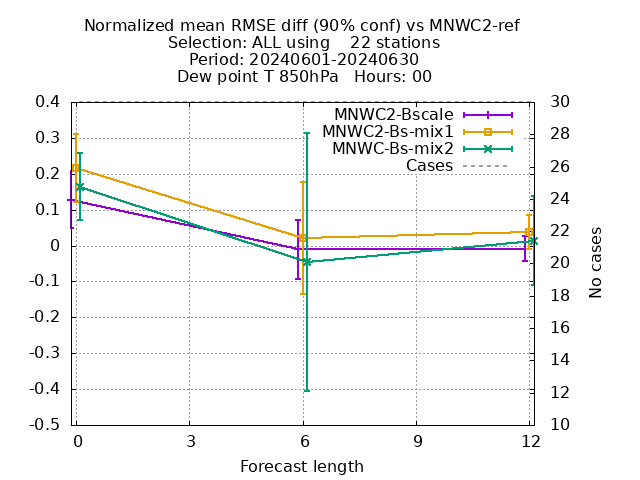 Normalized mean RMSE diff (90% conf) vs MNWC2-ref
Selection: ALL using    22 stations
Period: 20240601-20240630
Dew point T 850hPa   Hours: 00
MNWC2-Bscale
MNWC2-Bs-mix1
MNWC-Bs-mix2
Cases
0.4
0.3
0.2
0.1
0
-0.1
-0.2
-0.3
-0.4
-0.5
30
28
26
24
22
20
18
16
14
12
10
No cases
0 3 6 9 12
Forecast length